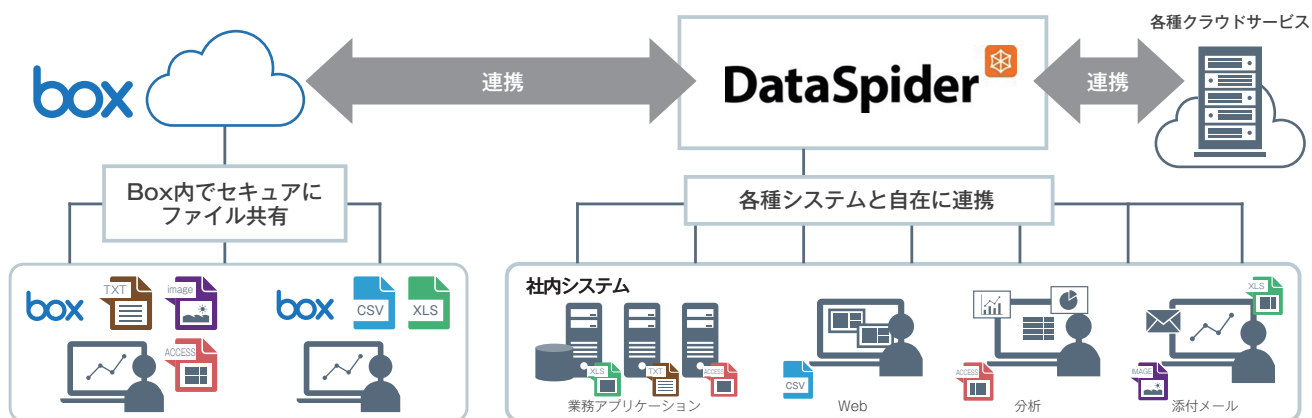 各種クラウドサービス
box
連携
DataSpider
連携
Box内でセキュアに
ファイル共有
各種システムと自在に連携
box
TXT
image
ACCESS
box
CSV
XLS
社内システム
XLS
TXT
ACCESS
業務アプリケーション
CSV
Web
ACCESS
分析
XLS
IMAGE
添付メール